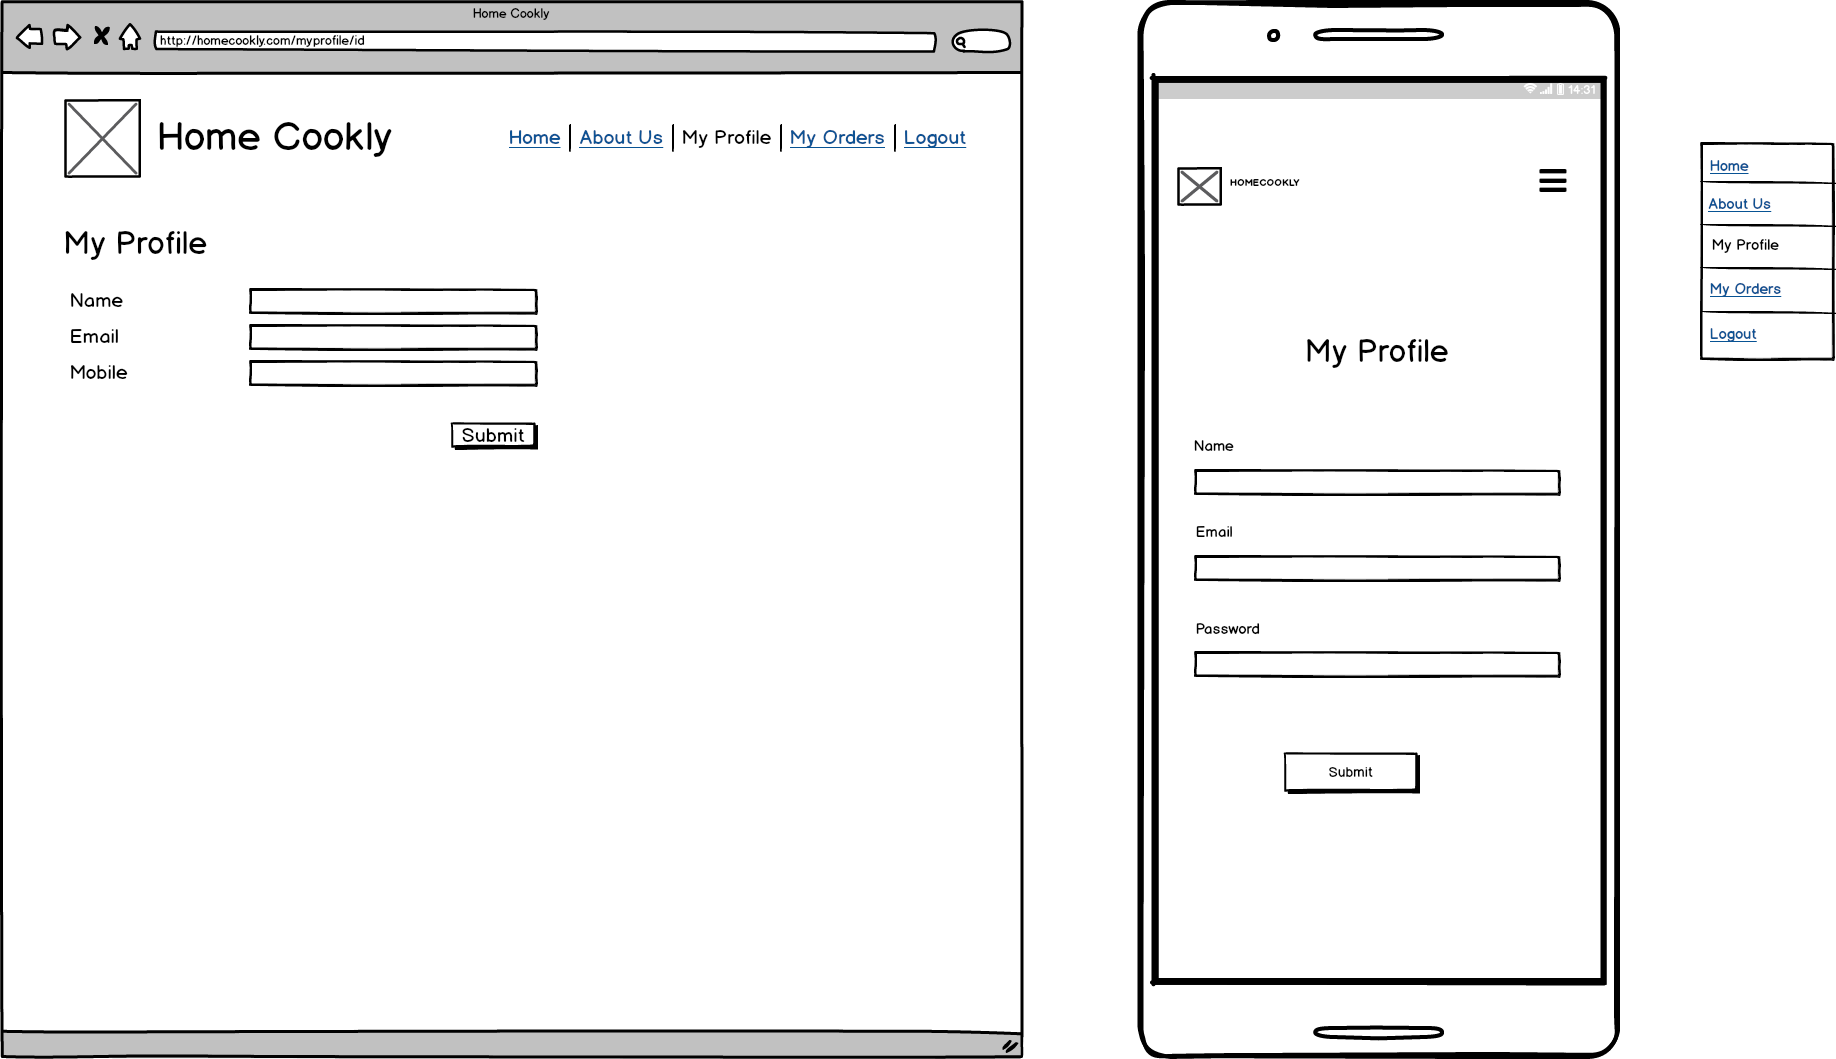 Home Cookly
http://homecookly.com/myprofile/id
Home Cookly
Home About Us My Profile My Orders Logout
My Profile
Name
Email
Mobile
Submit
14:31
HOMECOOKLY
My Profile
Name
Email
Password
Submit
Home
About Us
My Profile
My Orders
Logout